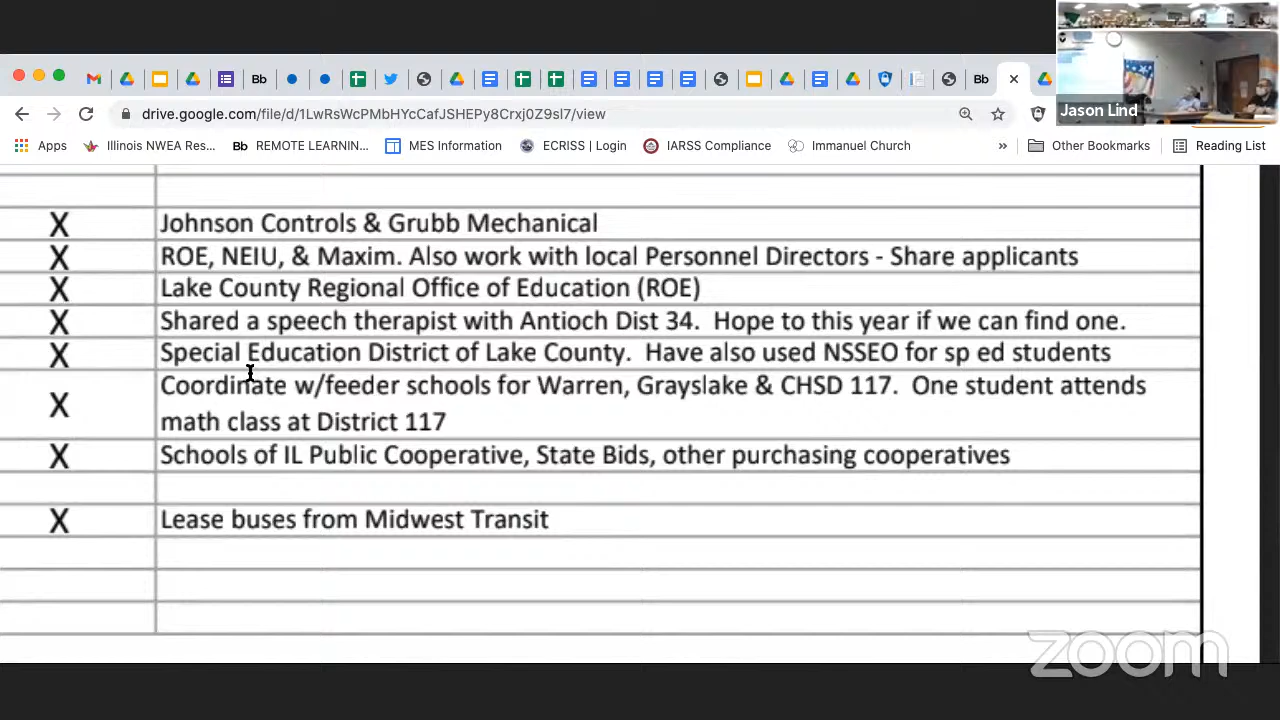 Jason Lind
drive.google.com/file/d/1LwRsWcPMhHYcCafJSHEPy8Crxj0Z9sI7/view
Apps
Illinois NWEA Res...
Bb REMOTE LEARNIN...
MES Information
ECRISS | Login
IARSS Compliance
Immanuel Church
»
Other Bookmarks
Reading List
X Johnson Controls & Grubb Mechanical
X ROE, NEIU, & Maxim. Also work with local Personnel Directors - Share applicants
X Lake County Regional Office of Education (ROE)
X Shared a speech therapist with Antioch Dist 34. Hope to this year if we can find one.
X Special Education District of Lake County. Have also used NSSEO for sp ed students
X Coordinate w/feeder schools for Warren, Grayslake & CHSD 117. One student attends
math class at District 117
X Schools of IL Public Cooperative, State Bids, other purchasing cooperatives
X Lease buses from Midwest Transit
zoom